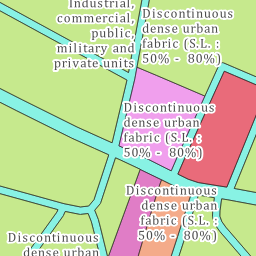 Industrial,
commercial,
public,
military and
private units
Discontinuous
dense urban
fabric (S.L. :
50% - 80%)
Discontinuous
dense urban
fabric (S.L. :
50% - 80%)
Discontinuous
dense urban
fabric (S.L. :
50% - 80%)
Discontinuous
dense urban